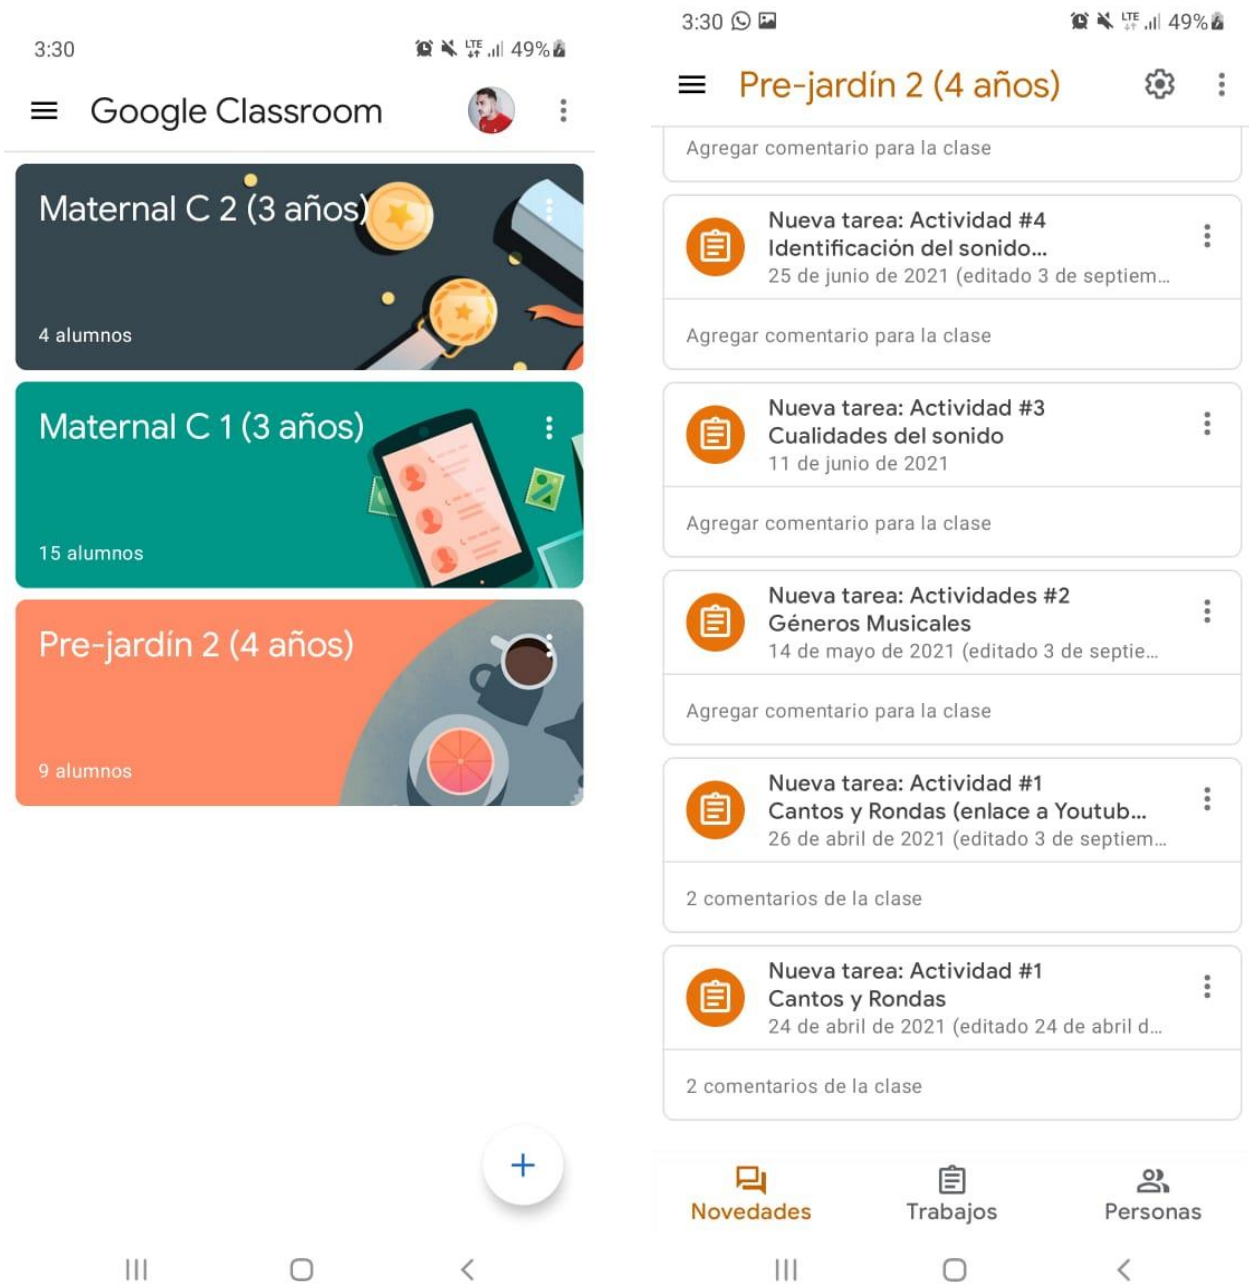 3:30
LTE 49%
Google Classroom
Maternal C 2 (3 años)
4 alumnos
Maternal C 1 (3 años)
15 alumnos
Pre-jardín 2 (4 años)
9 alumnos
3:30
LTE 49%
Pre-jardín 2 (4 años)
Agregar comentario para la clase
Nueva tarea: Actividad #4
Identificación del sonido...
25 de junio de 2021 (editado 3 de septiem...
Agregar comentario para la clase
Nueva tarea: Actividad #3
Cualidades del sonido
11 de junio de 2021
Agregar comentario para la clase
Nueva tarea: Actividades #2
Géneros Musicales
14 de mayo de 2021 (editado 3 de septie...
Agregar comentario para la clase
Nueva tarea: Actividad #1
Cantos y Rondas (enlace a Youtub...
26 de abril de 2021 (editado 3 de septiem...
2 comentarios de la clase
Nueva tarea: Actividad #1
Cantos y Rondas
24 de abril de 2021 (editado 24 de abril d...
2 comentarios de la clase
Novedades
Trabajos
Personas